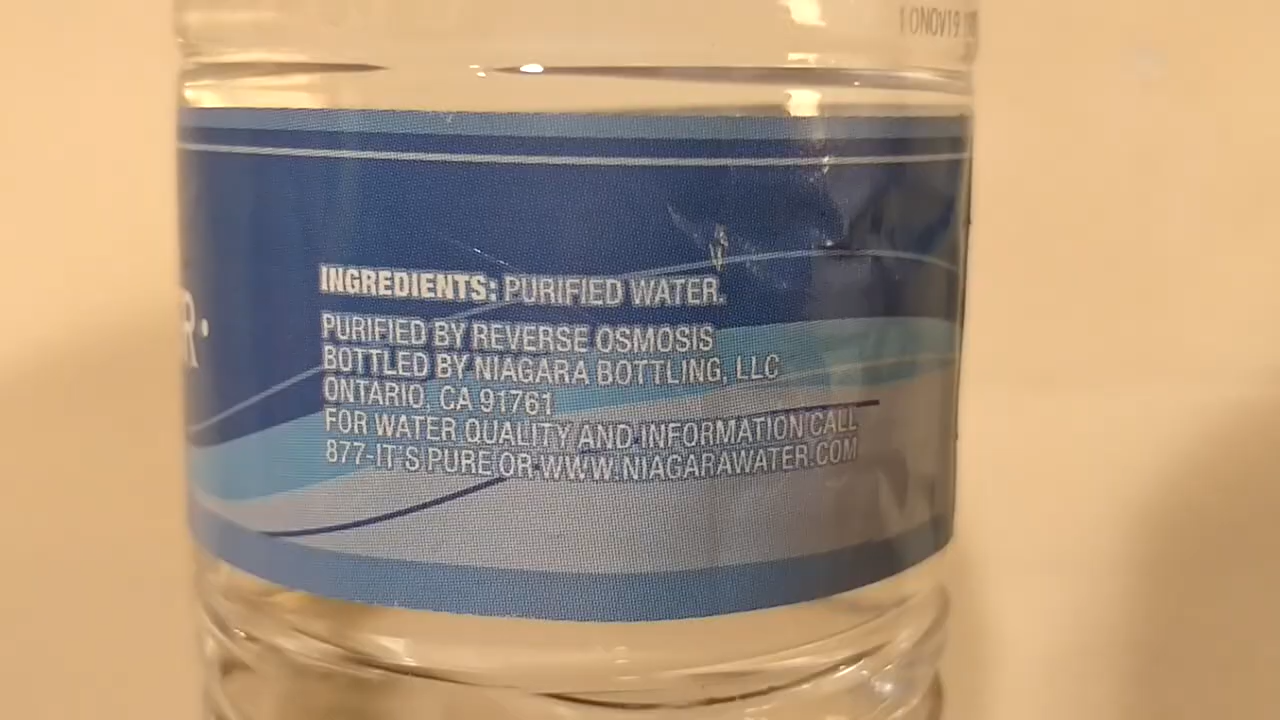 10NOV19
R.
INGREDIENTS: PURIFIED WATER.
PURIFIED BY REVERSE OSMOSIS
BOTTLED BY NIAGARA BOTTLING, LLC
ONTARIO, CA 91761
FOR WATER QUALITY AND INFORMATION CALL
877-IT'S PURE OR WWW.NIAGARAWATER.COM